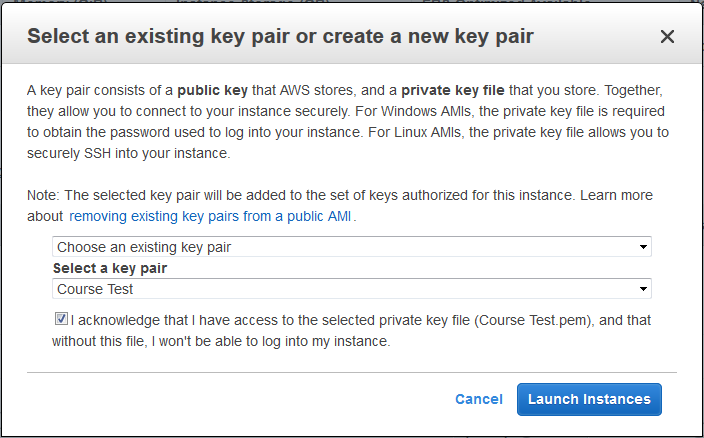 Select an existing key pair or create a new key pair
A key pair consists of a public key that AWS stores, and a private key file that you store. Together,
they allow you to connect to your instance securely. For Windows AMIs, the private key file is required
to obtain the password used to log into your instance. For Linux AMIs, the private key file allows you to
securely SSH into your instance.
Note: The selected key pair will be added to the set of keys authorized for this instance. Learn more
about removing existing key pairs from a public AMI.
Choose an existing key pair
Select a key pair
Course Test
I acknowledge that I have access to the selected private key file (Course Test.pem), and that
without this file, I won't be able to log into my instance.
Cancel Launch Instances